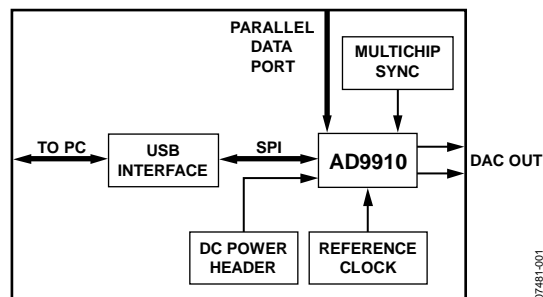 PARALLEL
DATA
PORT
MULTICHIP
SYNC
TO PC
USB
INTERFACE
SPI
AD9910
DAC OUT
DC POWER
HEADER
REFERENCE
CLOCK
07481-001